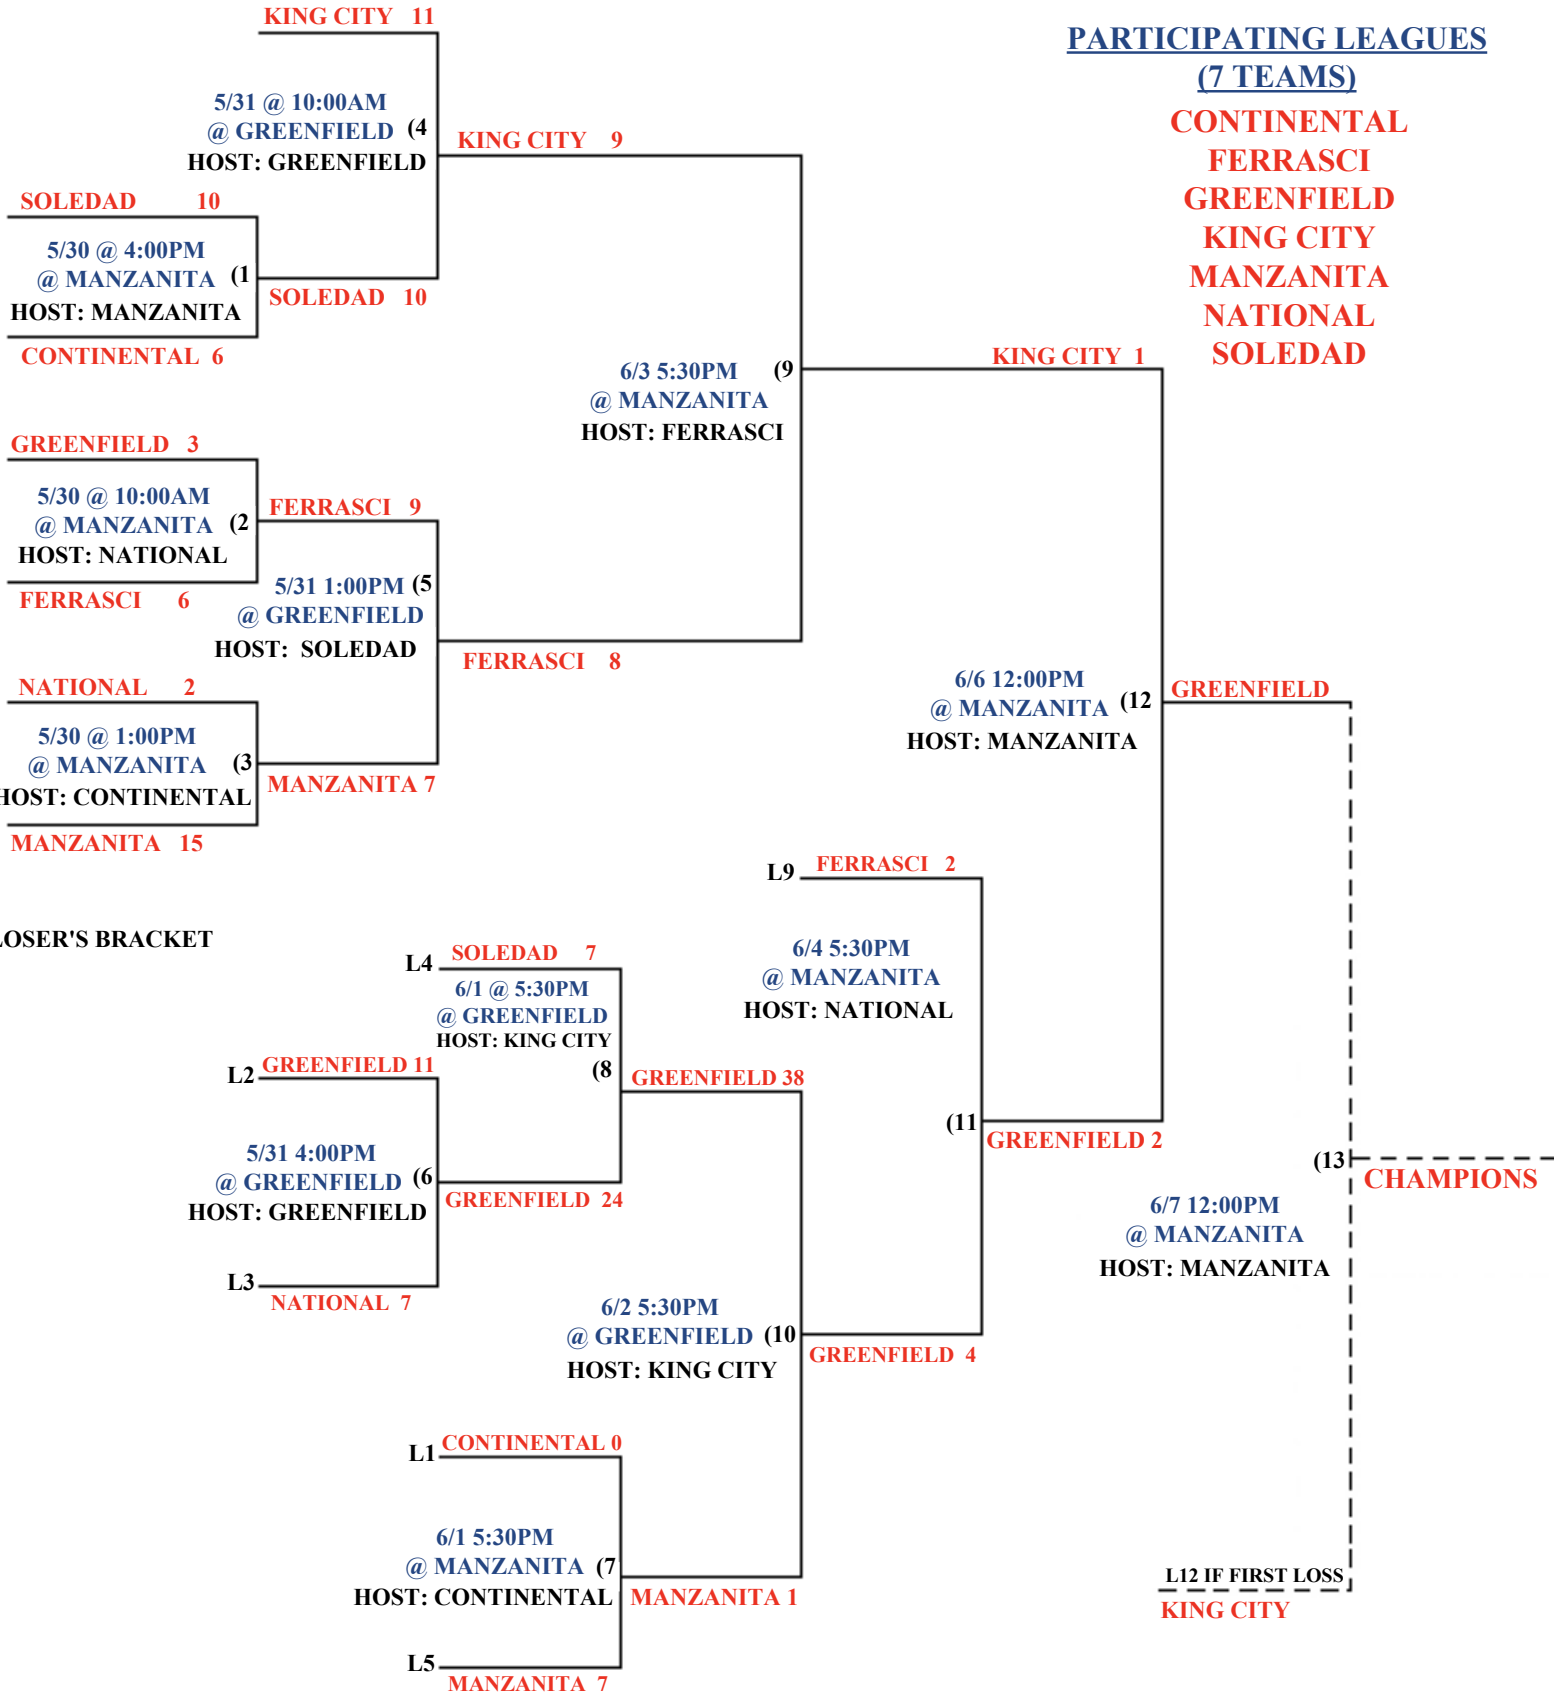 KING CITY 11
PARTICIPATING LEAGUES
(7 TEAMS)
CONTINENTAL
FERRASCI
GREENFIELD
KING CITY
MANZANITA
NATIONAL
SOLEDAD
5/31 @ 10:00AM
@ GREENFIELD (4
HOST: GREENFIELD
KING CITY 9
SOLEDAD 10
5/30 @ 4:00PM
@ MANZANITA (1
HOST: MANZANITA
SOLEDAD 10
CONTINENTAL 6
KING CITY 1
6/3 5:30PM (9
@ MANZANITA
HOST: FERRASCI
GREENFIELD 3
5/30 @ 10:00AM
@ MANZANITA (2
HOST: NATIONAL
FERRASCI 9
FERRASCI 6
5/31 1:00PM (5
@ GREENFIELD
HOST: SOLEDAD
FERRASCI 8
NATIONAL 2
5/30 @ 1:00PM
@ MANZANITA (3
HOST: CONTINENTAL
MANZANITA 7
MANZANITA 15
6/6 12:00PM
@ MANZANITA (12
HOST: MANZANITA
GREENFIELD
L9 FERRASCI 2
LOSER'S BRACKET
L4 SOLEDAD 7
6/1 @ 5:30PM
@ GREENFIELD
HOST: KING CITY
(8
6/4 5:30PM
@ MANZANITA
HOST: NATIONAL
L2 GREENFIELD 11
GREENFIELD 38
(11
GREENFIELD 2
5/31 4:00PM
@ GREENFIELD (6
HOST: GREENFIELD
GREENFIELD 24
L3
NATIONAL 7
(13
CHAMPIONS
6/7 12:00PM
@ MANZANITA
HOST: MANZANITA
6/2 5:30PM
@ GREENFIELD (10
HOST: KING CITY
GREENFIELD 4
L1 CONTINENTAL 0
6/1 5:30PM
@ MANZANITA (7
HOST: CONTINENTAL
MANZANITA 1
L5
MANZANITA 7
L12 IF FIRST LOSS
KING CITY